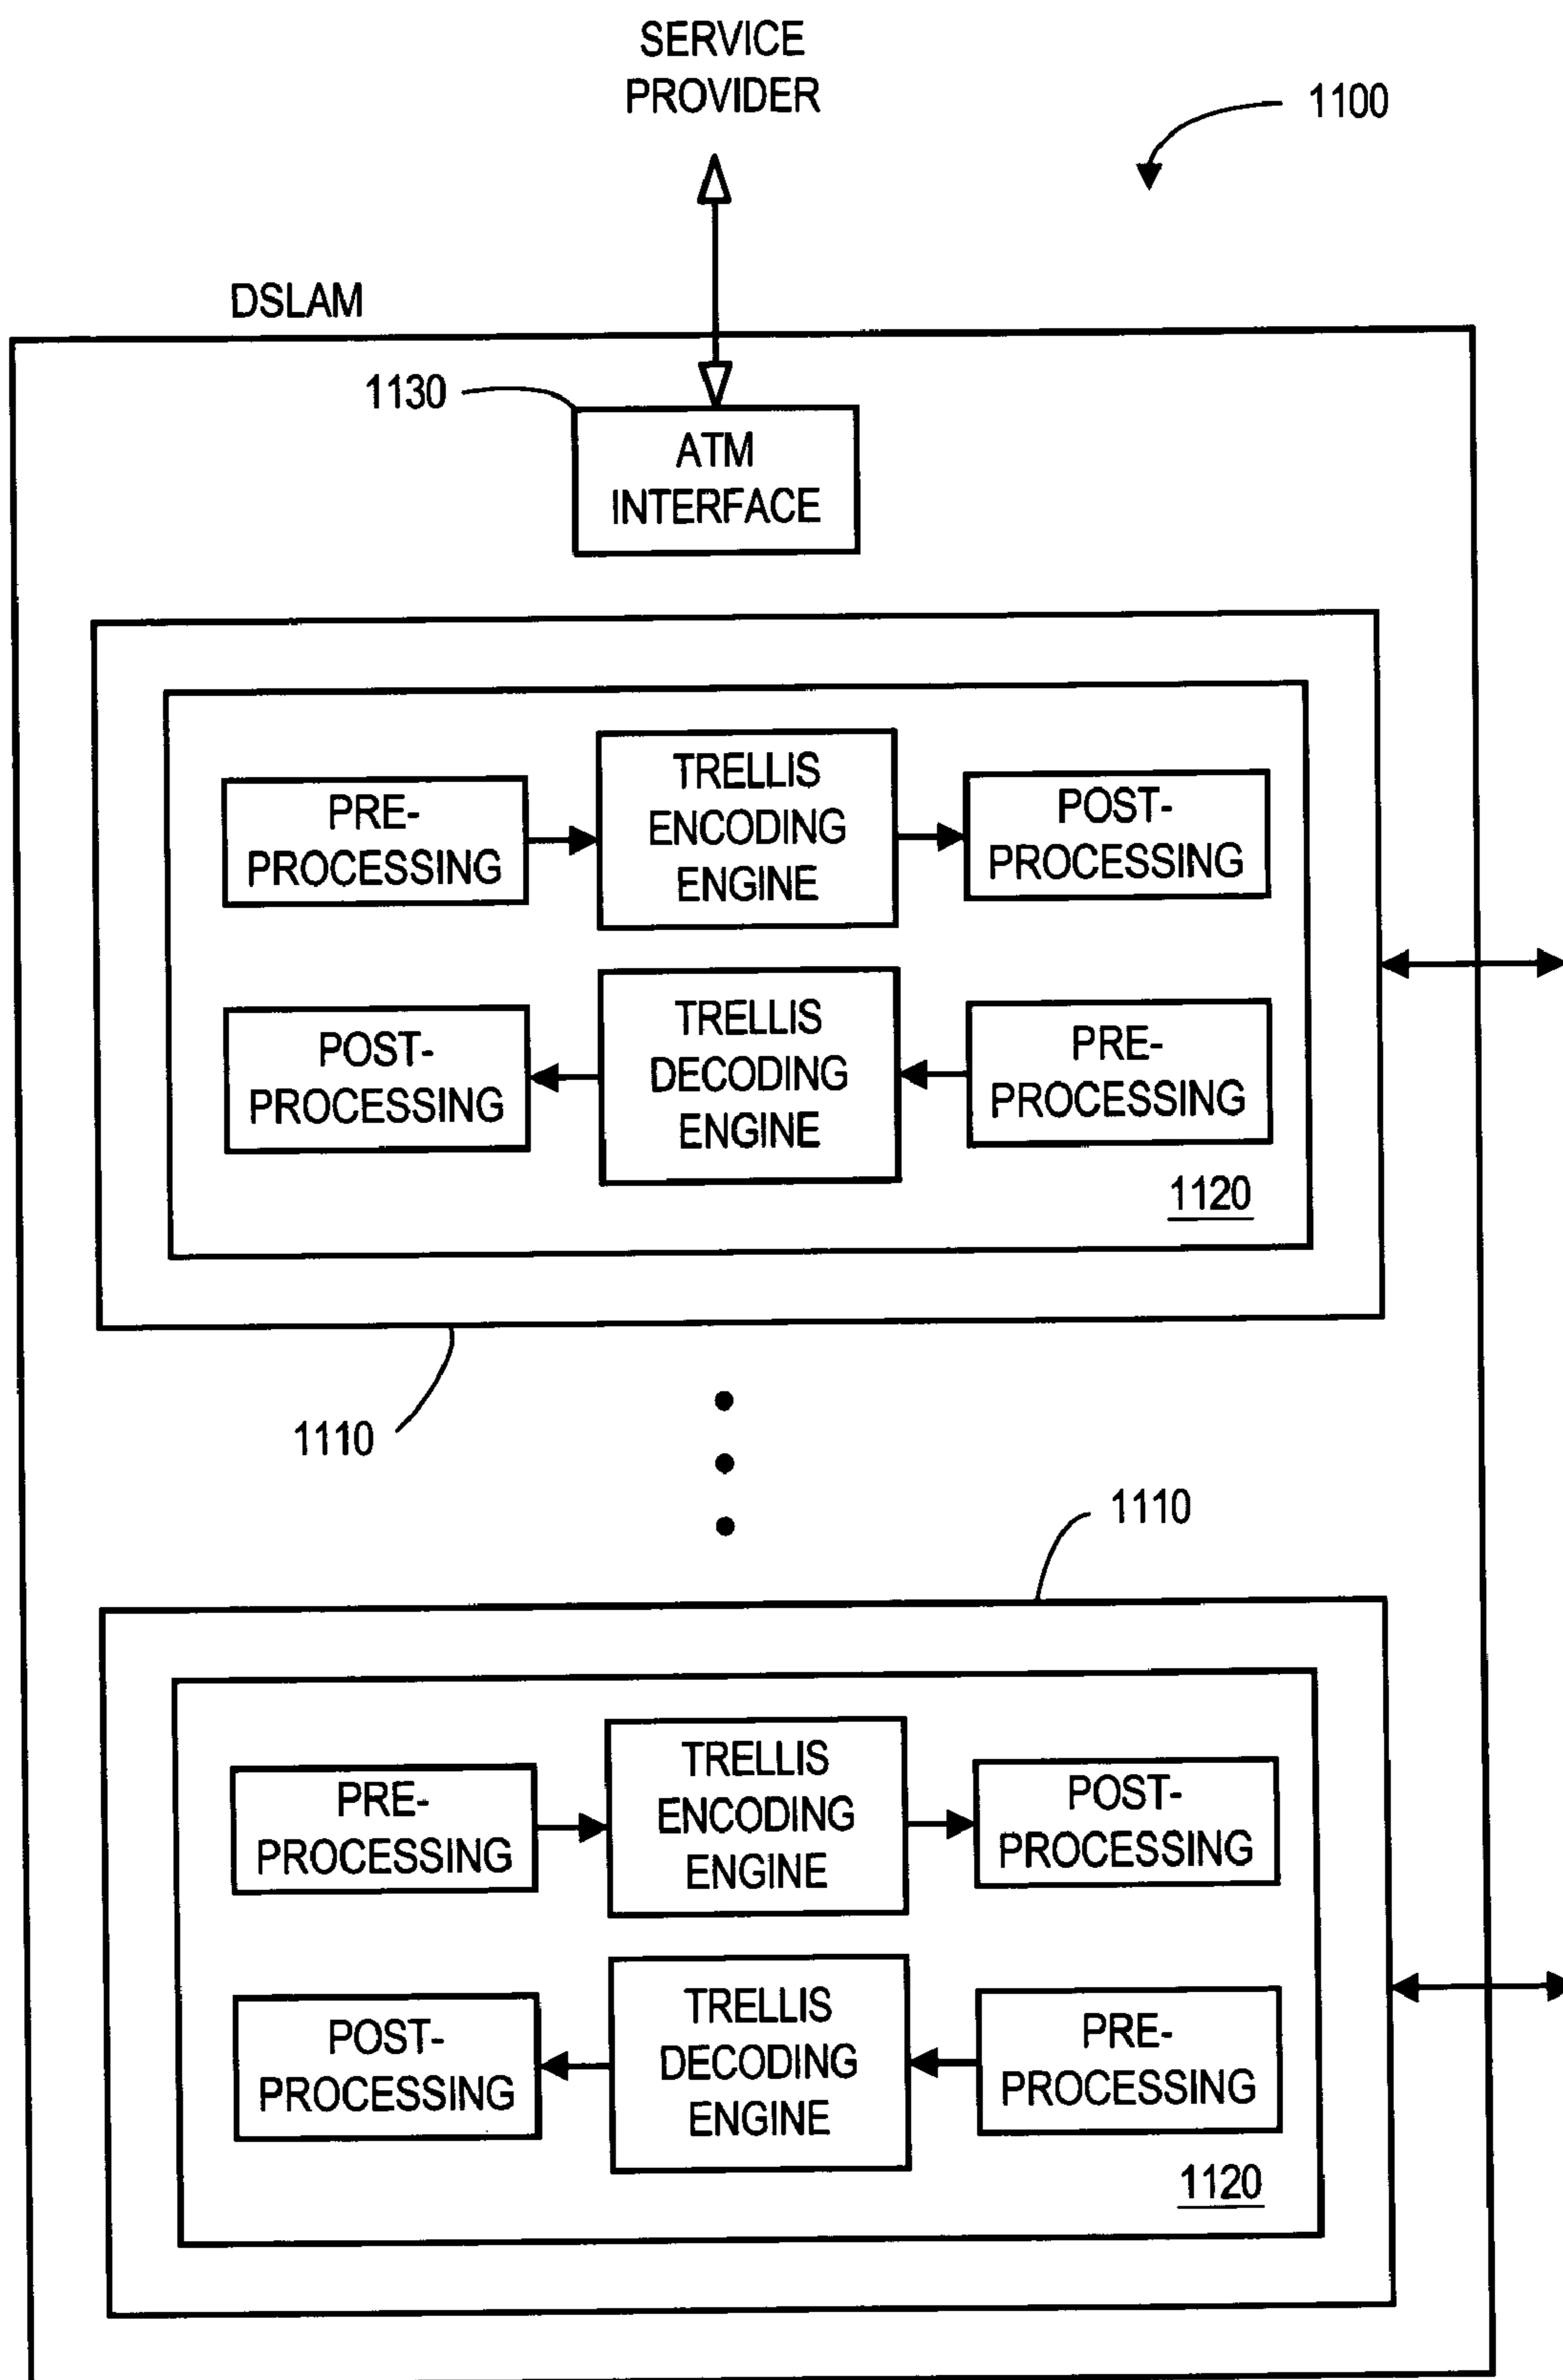 SERVICE
PROVIDER
1100
DSLAM
1130
ATM
INTERFACE
PRE-
PROCESSING
TRELLIS
ENCODING
ENGINE
POST-
PROCESSING
POST-
PROCESSING
TRELLIS
DECODING
ENGINE
PRE-
PROCESSING
1120
1110
1110
PRE-
PROCESSING
TRELLIS
ENCODING
ENGINE
POST-
PROCESSING
POST-
PROCESSING
TRELLIS
DECODING
ENGINE
PRE-
PROCESSING
1120